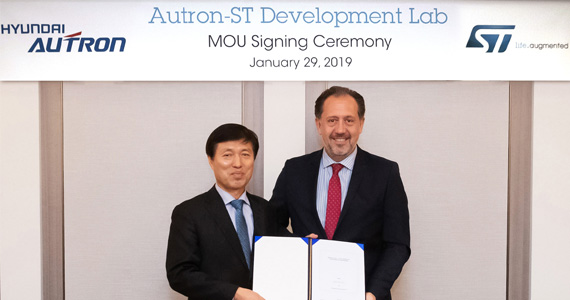 Autron-ST Development Lab
HYUNDAI
AUTRON
MOU Signing Ceremony
ST
life.augmented
January 29, 2019